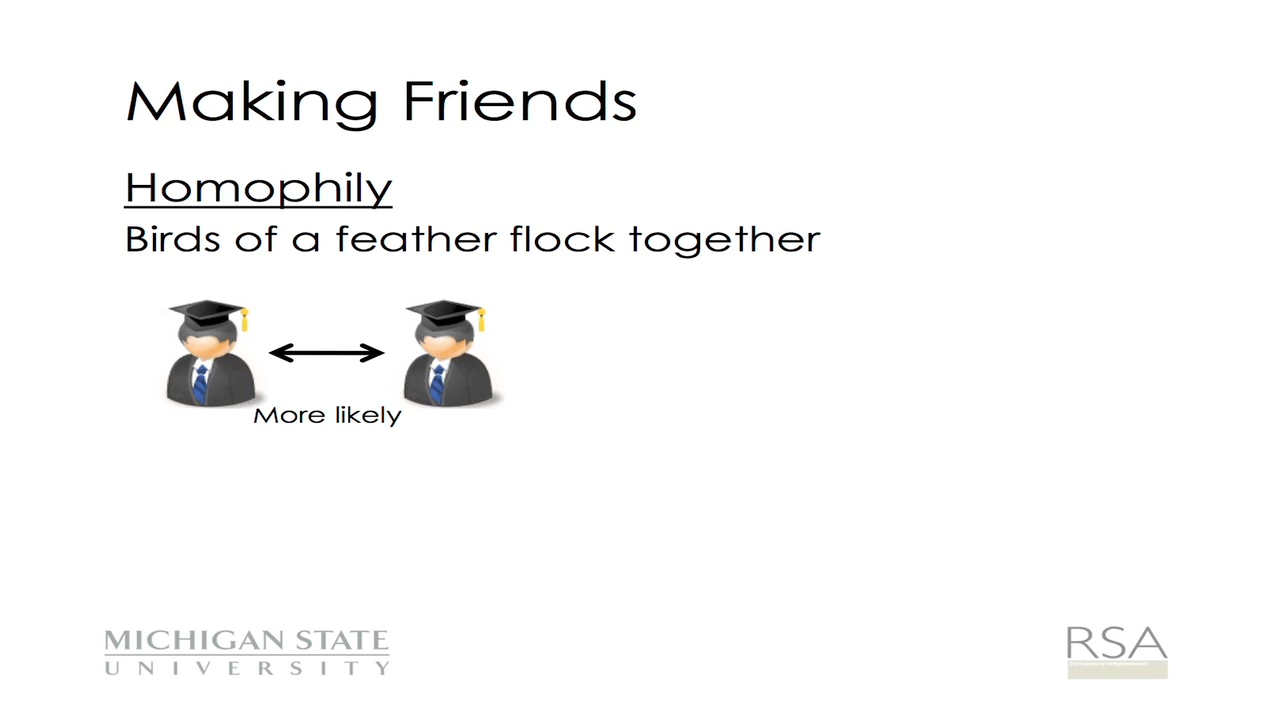 Making Friends
Homophily
Birds of a feather flock together
More likely
MICHIGAN STATE
UNIVERSITY
RSA